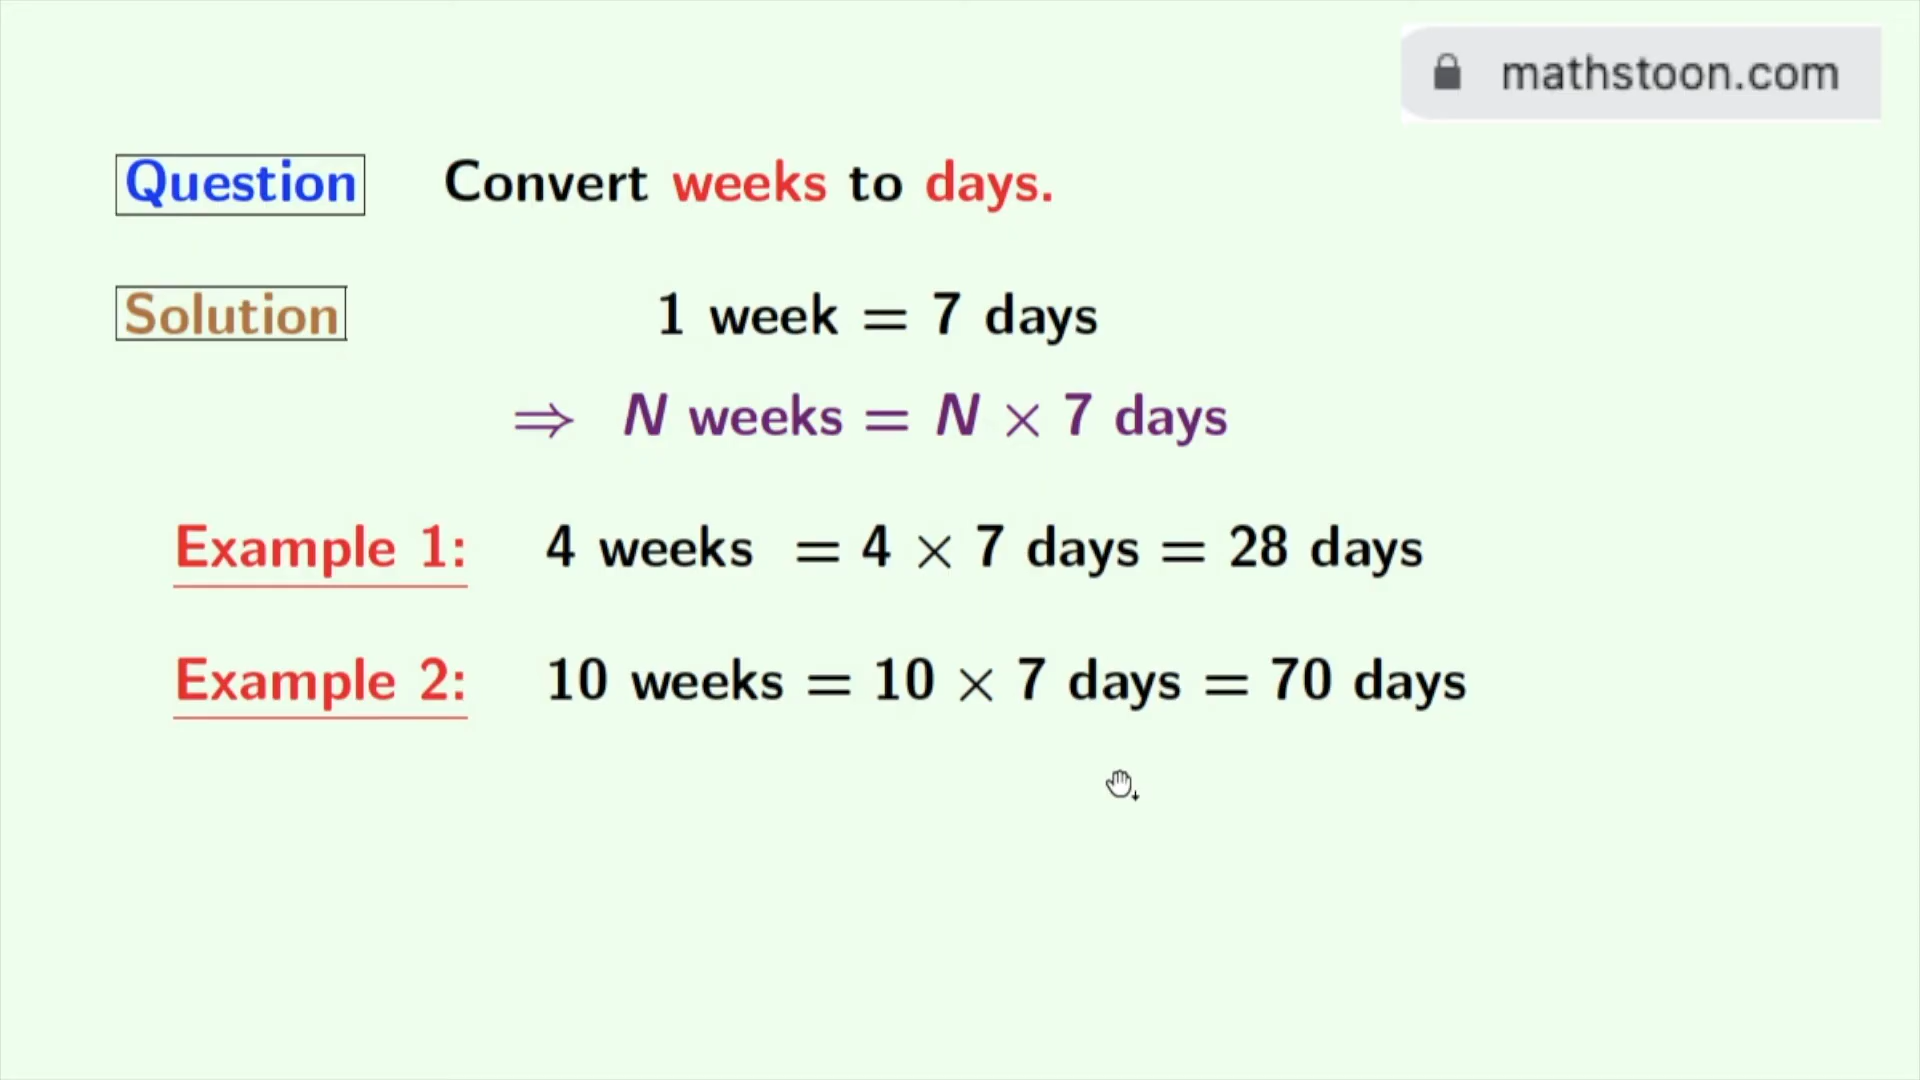 mathstoon.com
Question Convert weeks to days.
Solution 1 week = 7 days
⇒ N weeks = N × 7 days
Example 1: 4 weeks = 4 × 7 days = 28 days
Example 2: 10 weeks = 10 × 7 days = 70 days